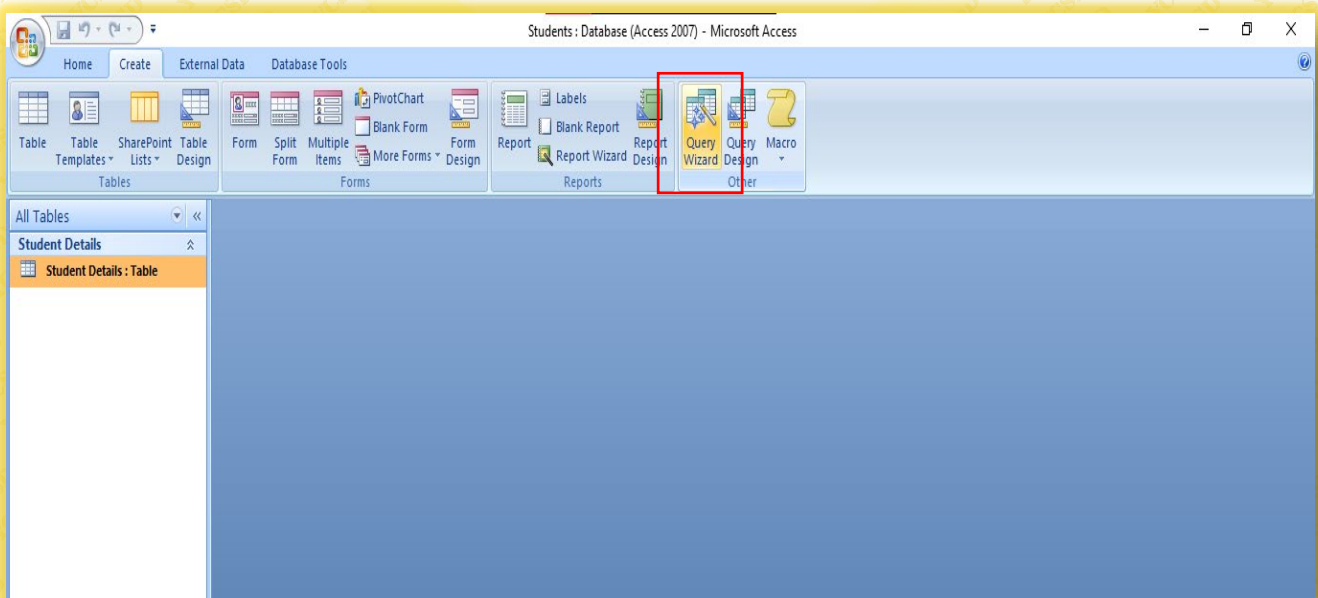 Students : Database (Access 2007) - Microsoft Access
Home Create External Data Database Tools
Table
Table Templates
SharePoint Lists
Table Design
Tables
Form
Split Form
Multiple Items
PivotChart
Blank Form
More Forms
Form Design
Forms
Report
Labels
Blank Report
Report Wizard
Report Design
Reports
Query Wizard
Query Design
Macro
Other
All Tables
Student Details
Student Details : Table